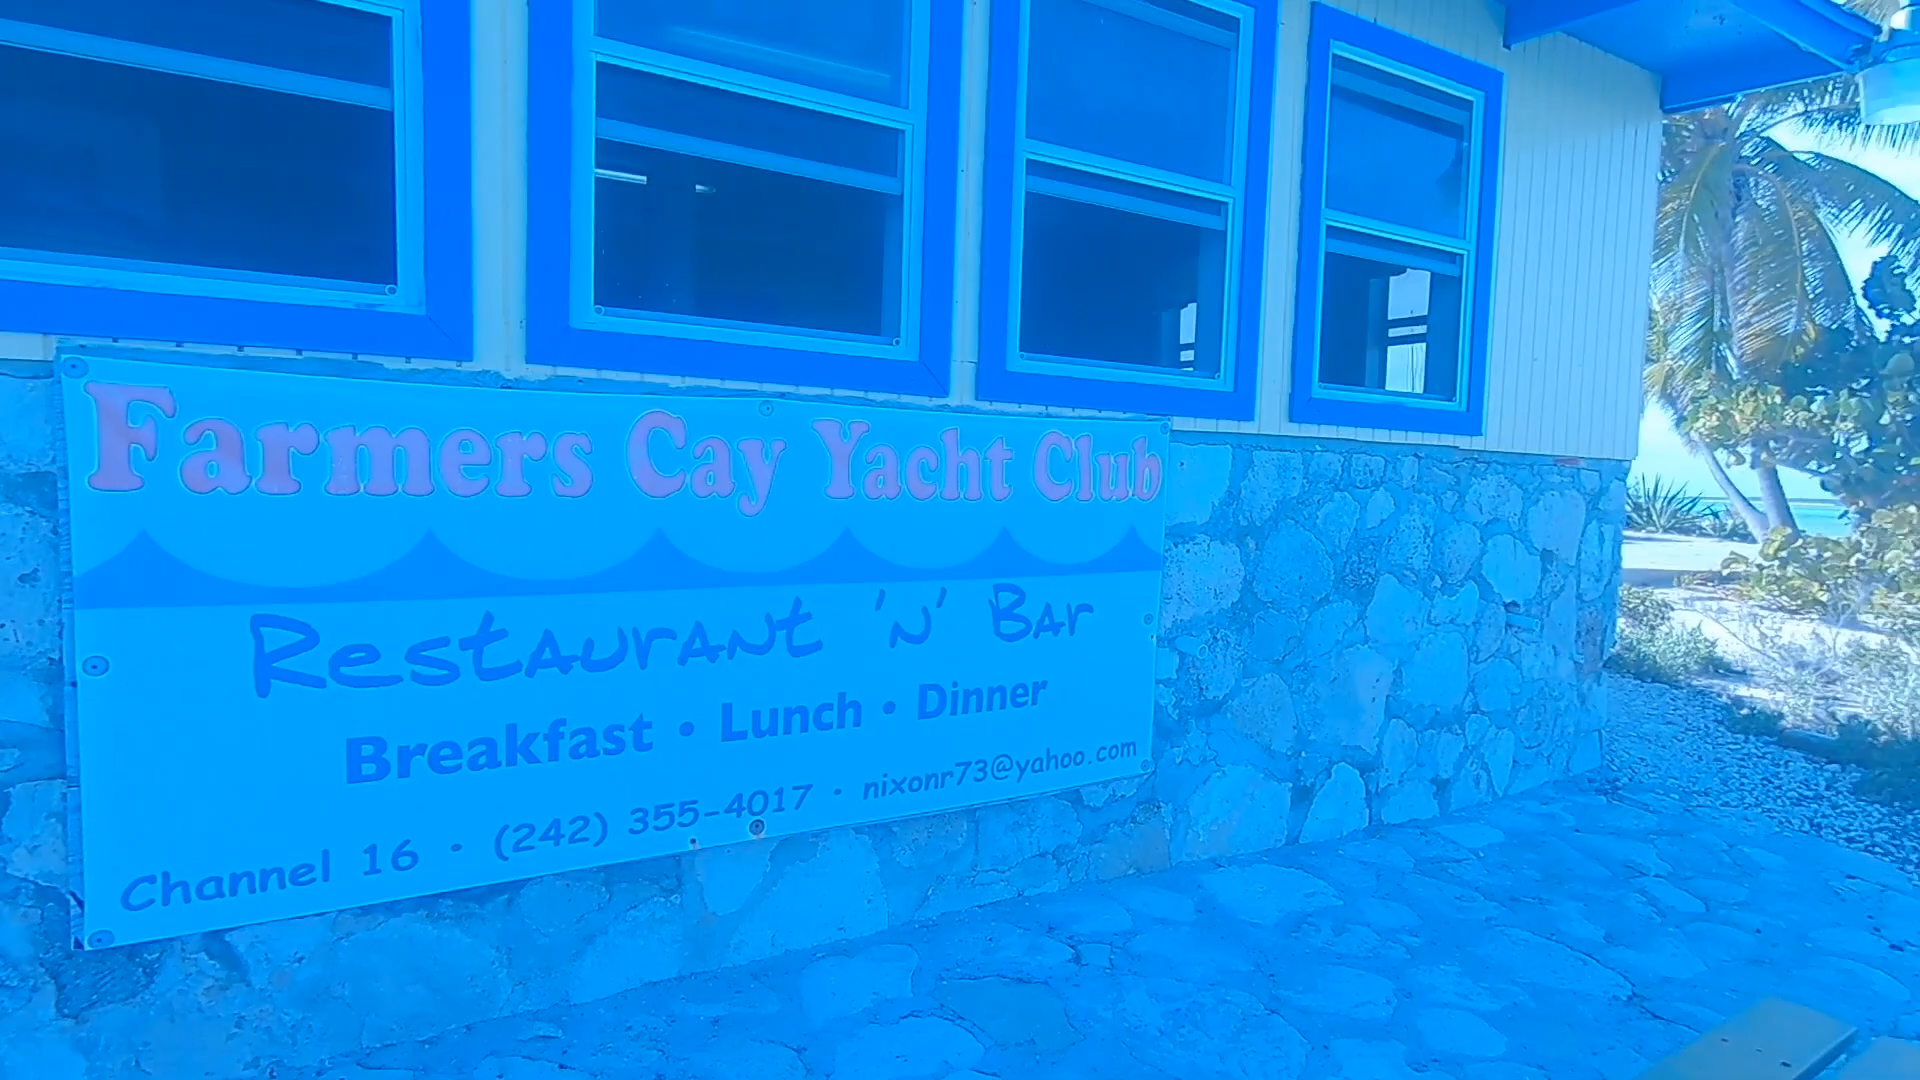 Farmers Cay Yacht Club
Restaurant 'n' Bar
Breakfast • Lunch • Dinner
Channel 16 • (242) 355-4017 • nixonr73@yahoo.com